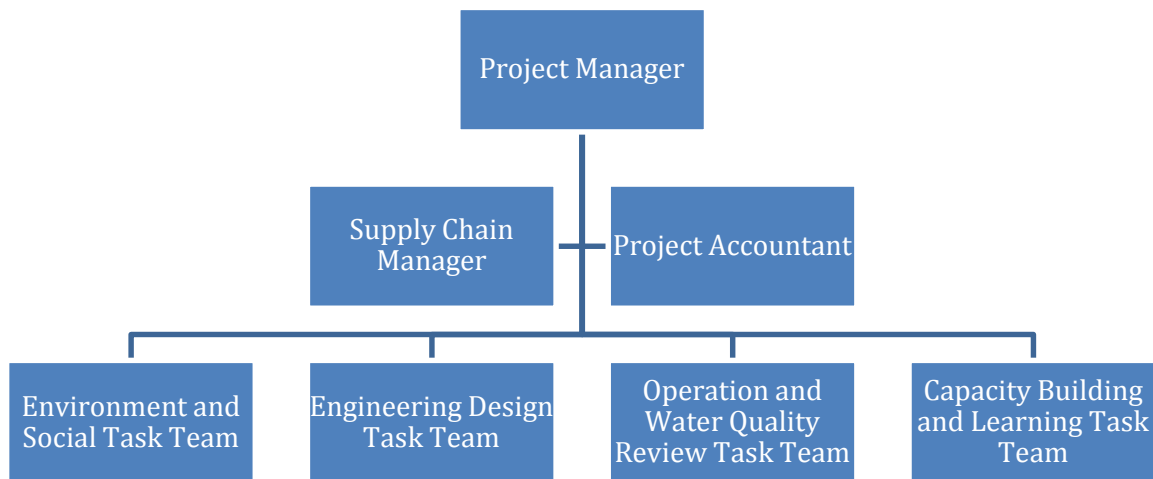 Project Manager
Supply Chain
Manager
Project Accountant
Environment and
Social Task Team
Engineering Design
Task Team
Operation and
Water Quality
Review Task Team
Capacity Building
and Learning Task
Team